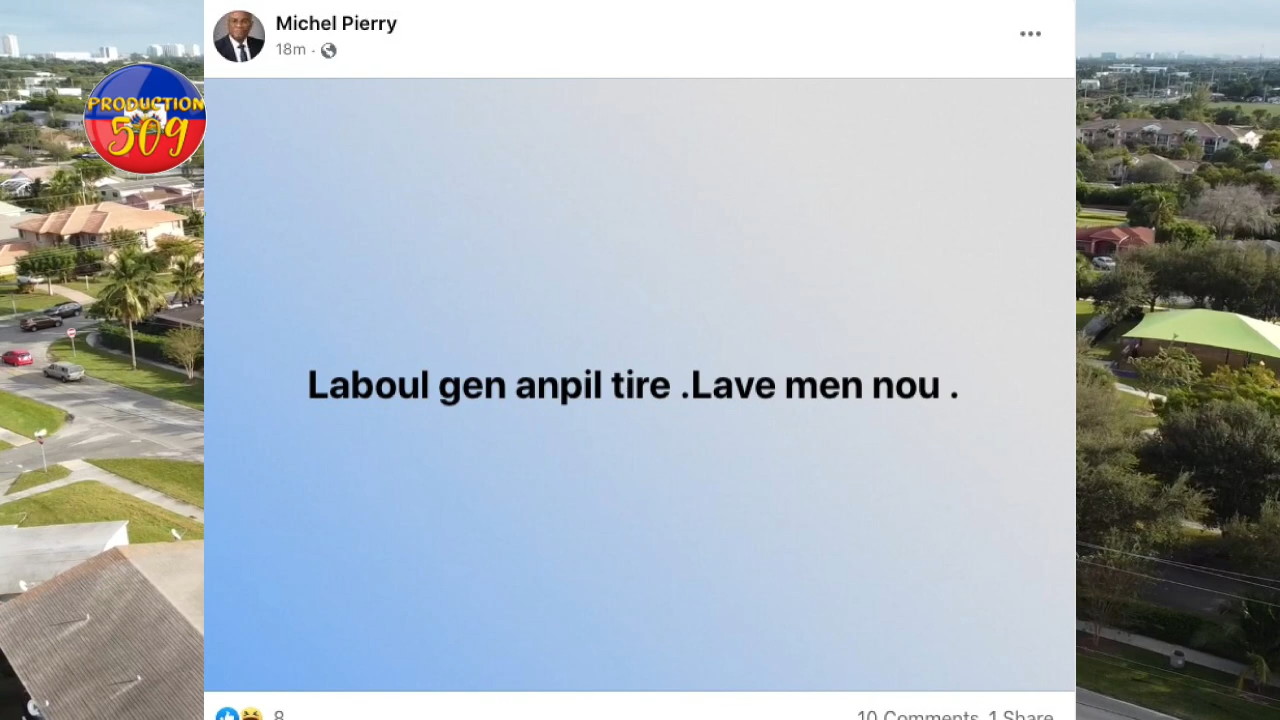 Michel Pierry
18m ·
PRODUCTION
509
Laboul gen anpil tire .Lave men nou .
8
10 Comments 1 Share